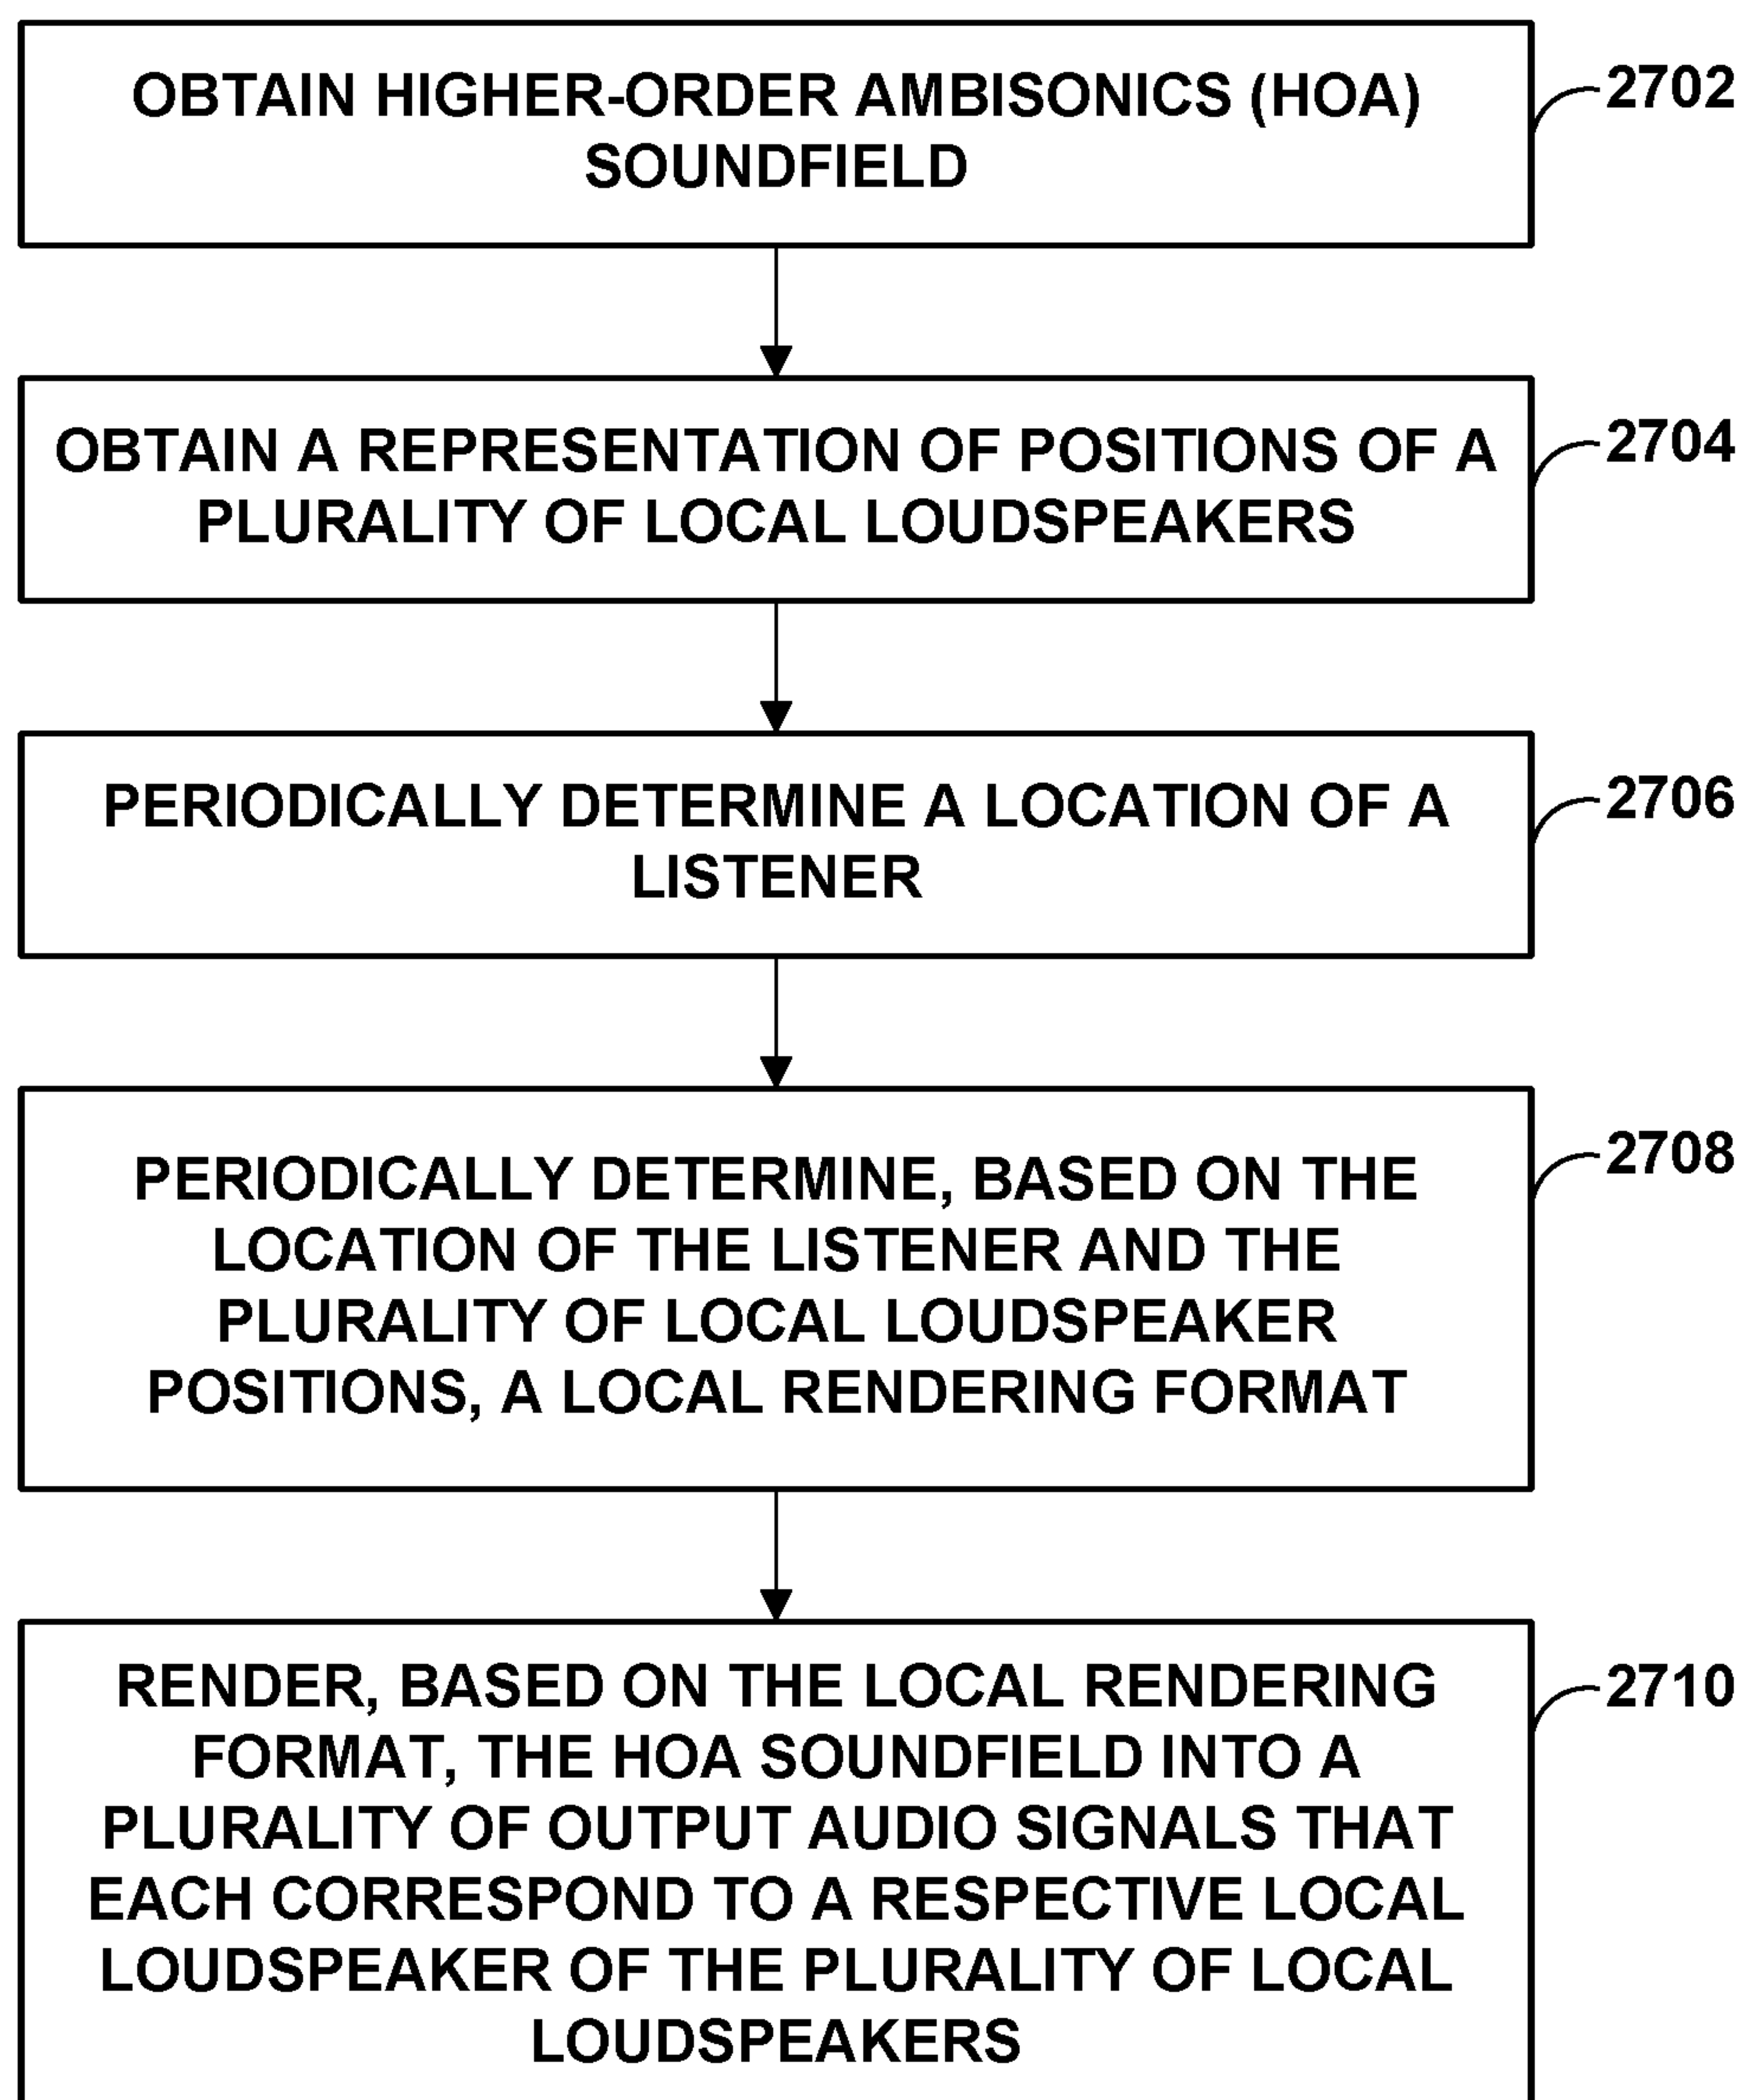 OBTAIN HIGHER-ORDER AMBISONICS (HOA)
SOUNDFIELD
2702
OBTAIN A REPRESENTATION OF POSITIONS OF A
PLURALITY OF LOCAL LOUDSPEAKERS
2704
PERIODICALLY DETERMINE A LOCATION OF A
LISTENER
2706
PERIODICALLY DETERMINE, BASED ON THE
LOCATION OF THE LISTENER AND THE
PLURALITY OF LOCAL LOUDSPEAKER
POSITIONS, A LOCAL RENDERING FORMAT
2708
RENDER, BASED ON THE LOCAL RENDERING
FORMAT, THE HOA SOUNDFIELD INTO A
PLURALITY OF OUTPUT AUDIO SIGNALS THAT
EACH CORRESPOND TO A RESPECTIVE LOCAL
LOUDSPEAKER OF THE PLURALITY OF LOCAL
LOUDSPEAKERS
2710